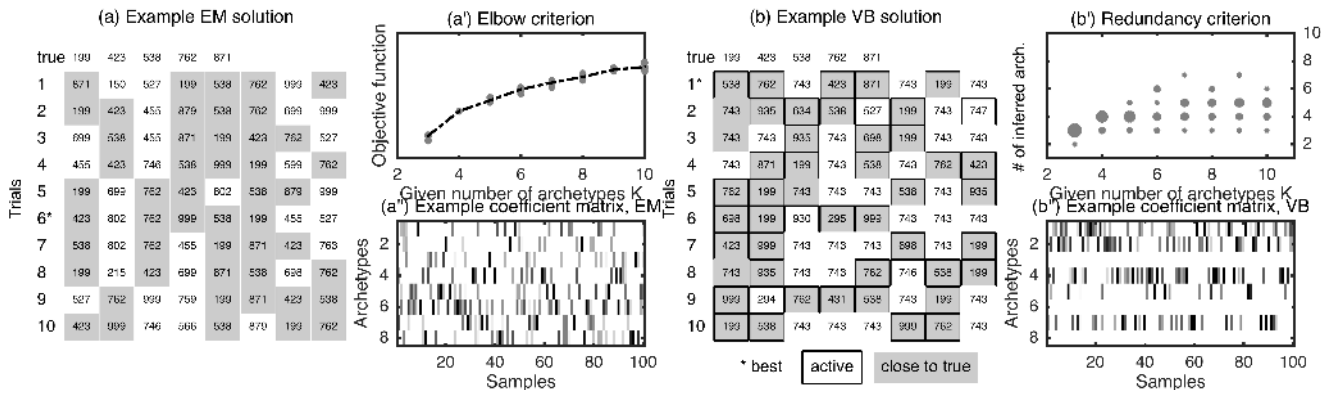 (a) Example EM solution
true 199 423 538 762 871
1 871 150 527 199 538 762 999 423
2 199 423 455 879 538 762 699 999
3 699 538 455 871 199 423 762 527
4 455 423 746 538 999 199 599 762
5 199 699 762 423 802 538 879 999
6* 423 802 762 999 538 199 455 527
7 538 802 762 455 199 871 423 763
8 199 215 423 699 871 538 698 762
9 527 762 999 759 199 871 423 538
10 423 999 746 566 538 879 199 762
Trials
(a') Elbow criterion
Objective function
2 4 6 8 10
Given number of archetypes K
(a'') Example coefficient matrix, EM
Archetypes
2
4
6
8
20 40 60 80 100
Samples
(b) Example VB solution
true 199 423 538 762 871
1* 538 762 743 423 871 743 199 743
2 743 935 634 538 527 199 743 747
3 743 743 935 743 698 199 743 743
4 743 871 199 743 538 743 762 423
5 762 199 743 743 743 538 743 935
6 698 199 930 295 999 743 743 743
7 423 999 743 743 743 898 743 199
8 743 935 743 743 762 746 538 199
9 999 294 762 431 538 743 199 743
10 199 538 743 743 743 999 762 743
Trials
* best active close to true
(b') Redundancy criterion
# of inferred arch.
10
8
6
4
2
2 4 6 8 10
Given number of archetypes K
(b'') Example coefficient matrix, VB
Archetypes
2
4
6
8
20 40 60 80 100
Samples